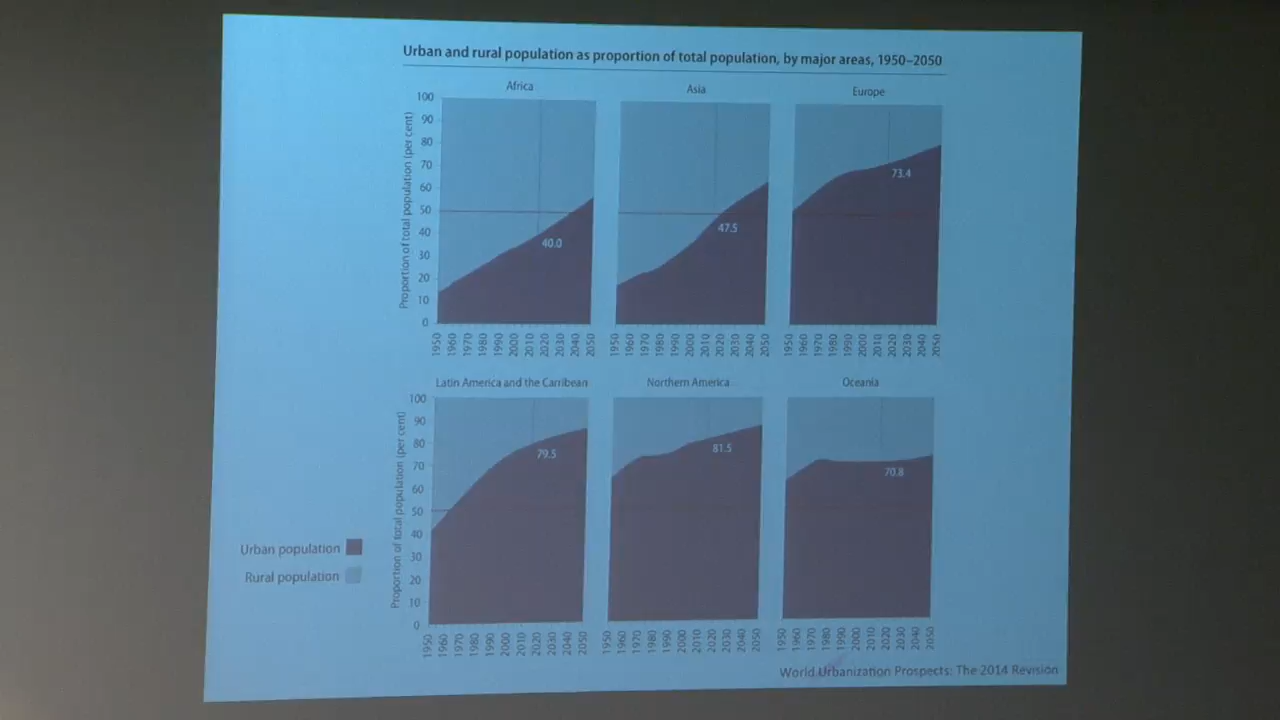 Urban and rural population as proportion of total population, by major areas, 1950–2050
Africa
Asia
Europe
Proportion of total population (per cent)
100
90
80
70
60
50
40
30
20
10
0
40.0
47.5
73.4
1950 1960 1970 1980 1990 2000 2010 2020 2030 2040 2050
1950 1960 1970 1980 1990 2000 2010 2020 2030 2040 2050
1950 1960 1970 1980 1990 2000 2010 2020 2030 2040 2050
Latin America and the Carribean
Northern America
Oceania
Proportion of total population (per cent)
100
90
80
70
60
50
40
30
20
10
0
79.5
81.5
70.8
1950 1960 1970 1980 1990 2000 2010 2020 2030 2040 2050
1950 1960 1970 1980 1990 2000 2010 2020 2030 2040 2050
1950 1960 1970 1980 1990 2000 2010 2020 2030 2040 2050
Urban population
Rural population
World Urbanization Prospects: The 2014 Revision